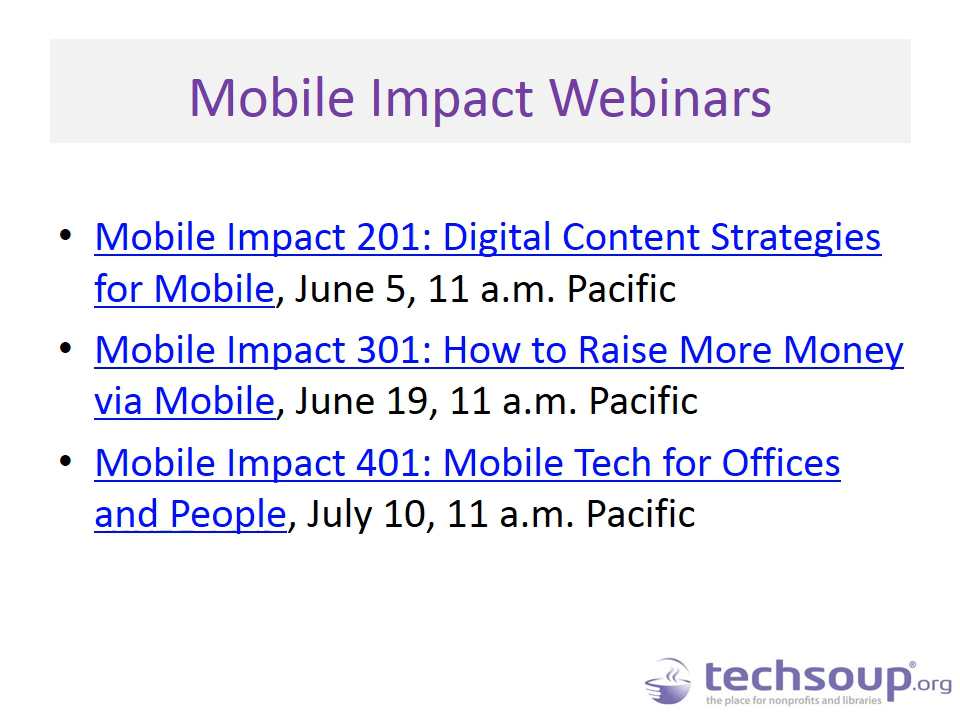 Mobile Impact Webinars
• Mobile Impact 201: Digital Content Strategies
for Mobile, June 5, 11 a.m. Pacific
• Mobile Impact 301: How to Raise More Money
via Mobile, June 19, 11 a.m. Pacific
• Mobile Impact 401: Mobile Tech for Offices
and People, July 10, 11 a.m. Pacific
techsoup®.org
the place for nonprofits and libraries